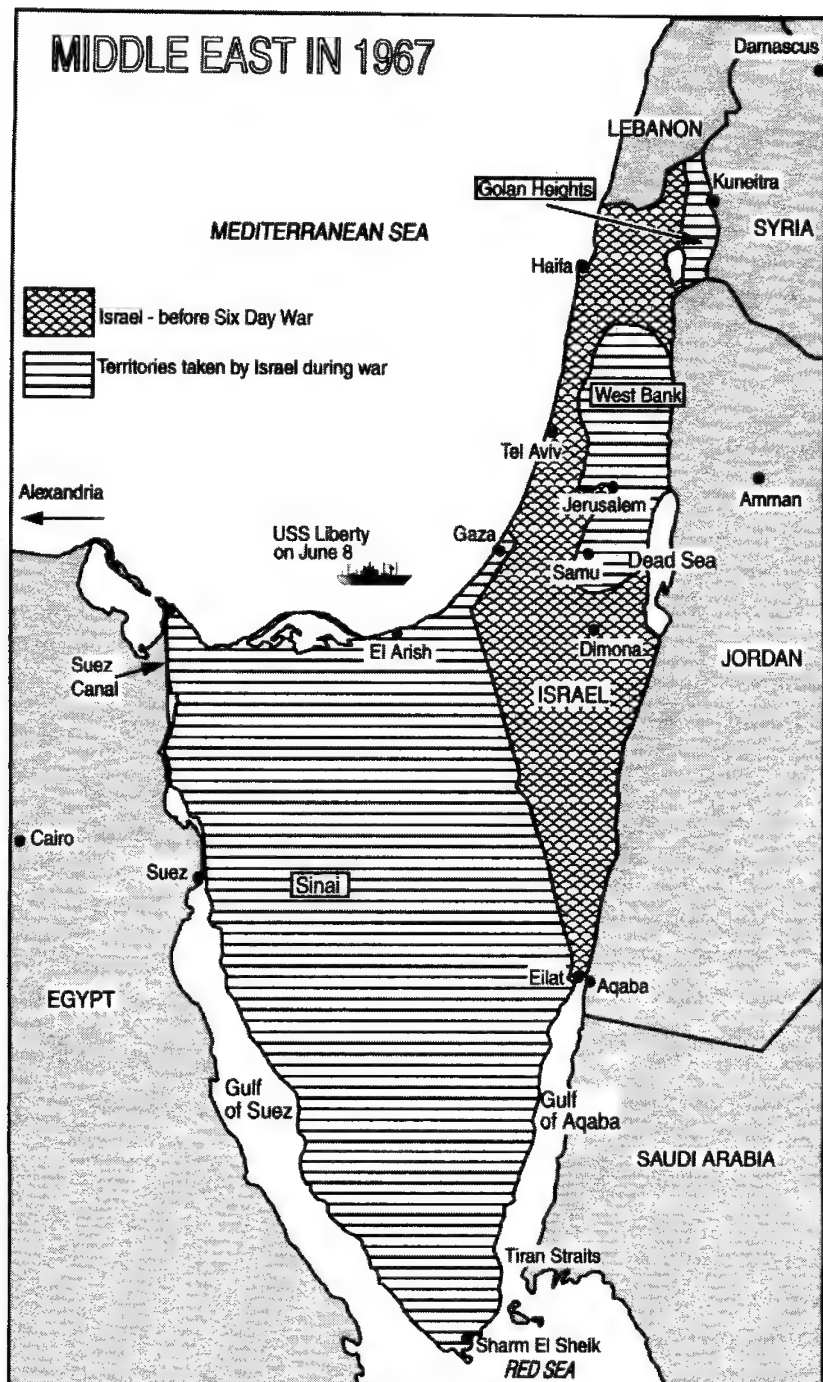 MIDDLE EAST IN 1967
Damascus
LEBANON
Golan Heights
Kuneitra
MEDITERRANEAN SEA
SYRIA
Haifa
Israel - before Six Day War
Territories taken by Israel during war
West Bank
Tel Aviv
Alexandria
Jerusalem
Amman
USS Liberty
on June 8
Gaza
Samu
Dead Sea
El Arish
Dimona
Suez
Canal
JORDAN
ISRAEL
Cairo
Suez
Sinai
Eilat
Aqaba
EGYPT
Gulf
of Suez
Gulf
of Aqaba
SAUDI ARABIA
Tiran Straits
Sharm El Sheik
RED SEA